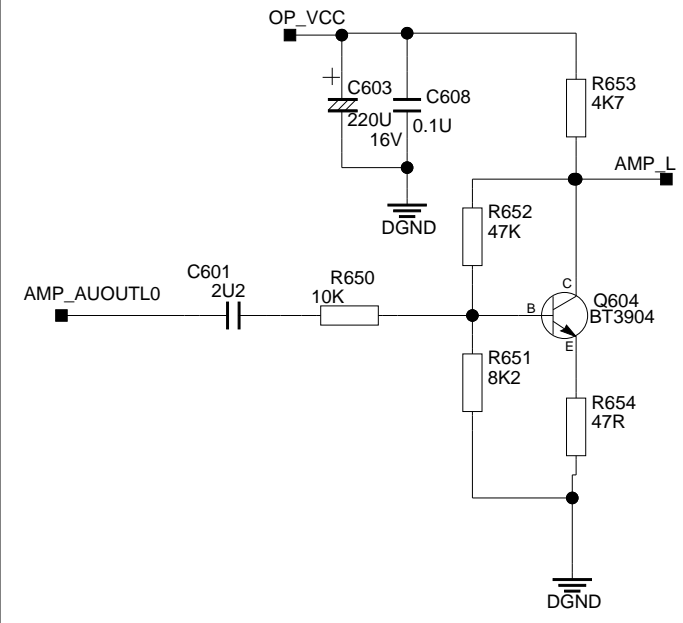 OP_VCC
+
C603
220U
16V
C608
0.1U
R653
4K7
AMP_L
DGND
R652
47K
C601
2U2
R650
10K
AMP_AUOUTL0
C
B
E
Q604
BT3904
R651
8K2
R654
47R
DGND